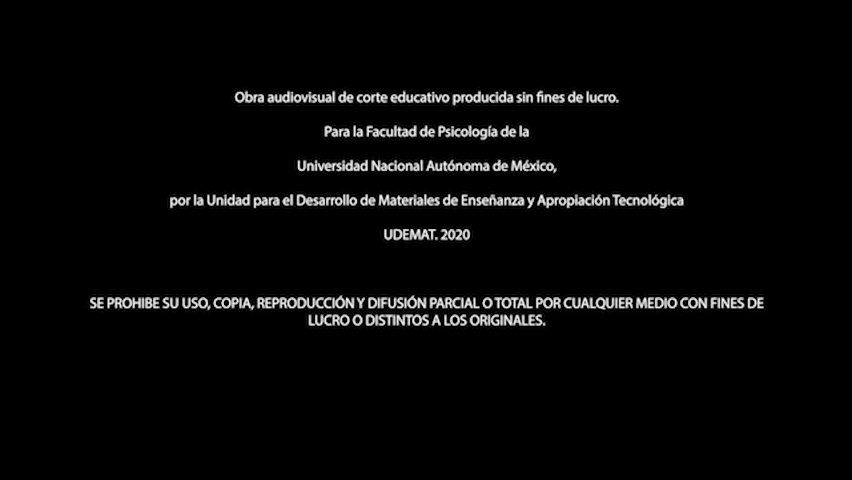 Obra audiovisual de corte educativo producida sin fines de lucro.
Para la Facultad de Psicología de la
Universidad Nacional Autónoma de México,
por la Unidad para el Desarrollo de Materiales de Enseñanza y Apropiación Tecnológica
UDEMAT. 2020
SE PROHIBE SU USO, COPIA, REPRODUCCIÓN Y DIFUSIÓN PARCIAL O TOTAL POR CUALQUIER MEDIO CON FINES DE
LUCRO O DISTINTOS A LOS ORIGINALES.